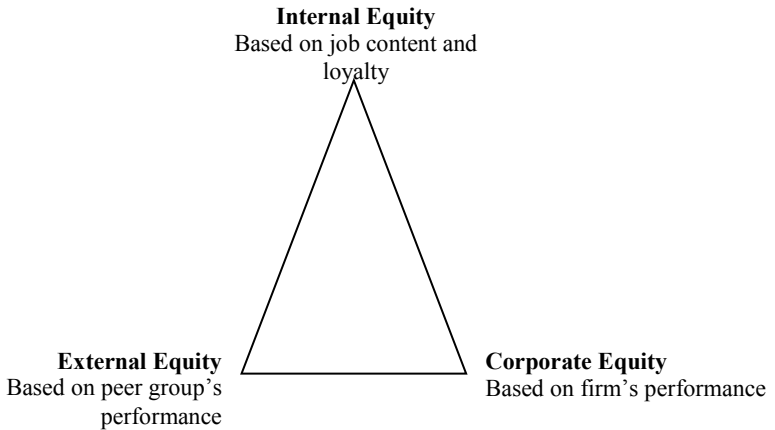 Internal Equity
Based on job content and
loyalty
External Equity
Based on peer group’s
performance
Corporate Equity
Based on firm’s performance